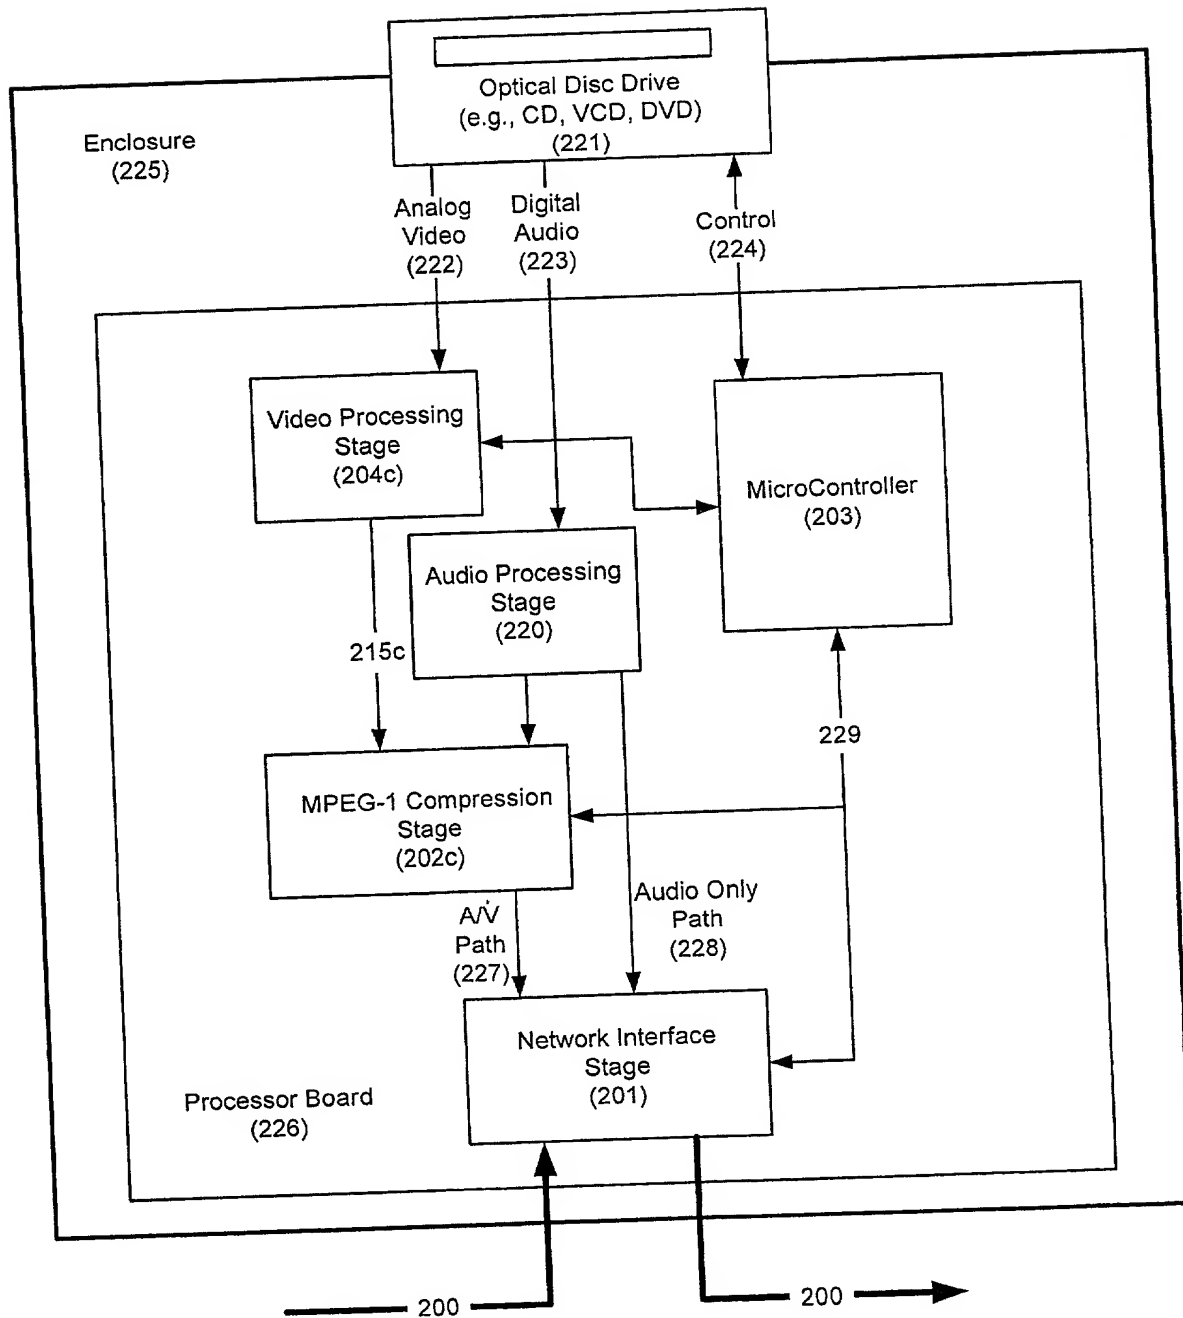 Optical Disc Drive
(e.g., CD, VCD, DVD)
(221)
Enclosure
(225)
Analog
Video
(222)
Digital
Audio
(223)
Control
(224)
Video Processing
Stage
(204c)
MicroController
(203)
Audio Processing
Stage
(220)
215c
229
MPEG-1 Compression
Stage
(202c)
A/V
Path
(227)
Audio Only
Path
(228)
Network Interface
Stage
(201)
Processor Board
(226)
200
200